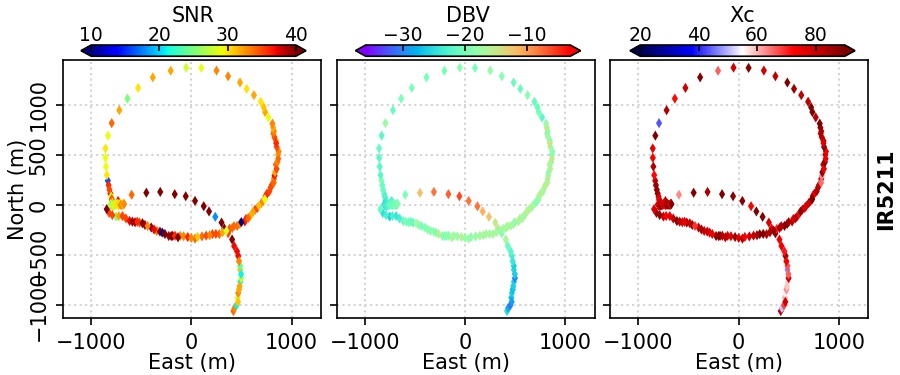 SNR
DBV
Xc
10 20 30 40
−30 −20 −10
20 40 60 80
North (m)
1000
500
0
−500
−1000
−1000 0 1000
−1000 0 1000
−1000 0 1000
East (m)
East (m)
East (m)
IR5211